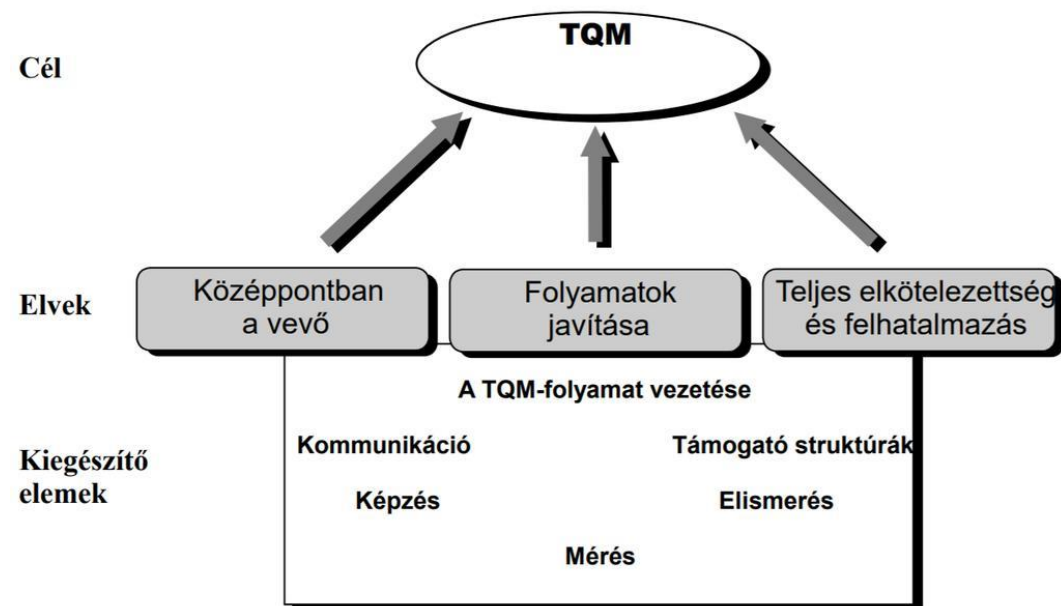 TQM
Cél
Elvek
Középpontban
a vevő
Folyamatok
javítása
Teljes elkötelezettség
és felhatalmazás
A TQM-folyamat vezetése
Kiegészítő
elemek
Kommunikáció
Támogató struktúrák
Képzés
Elismerés
Mérés